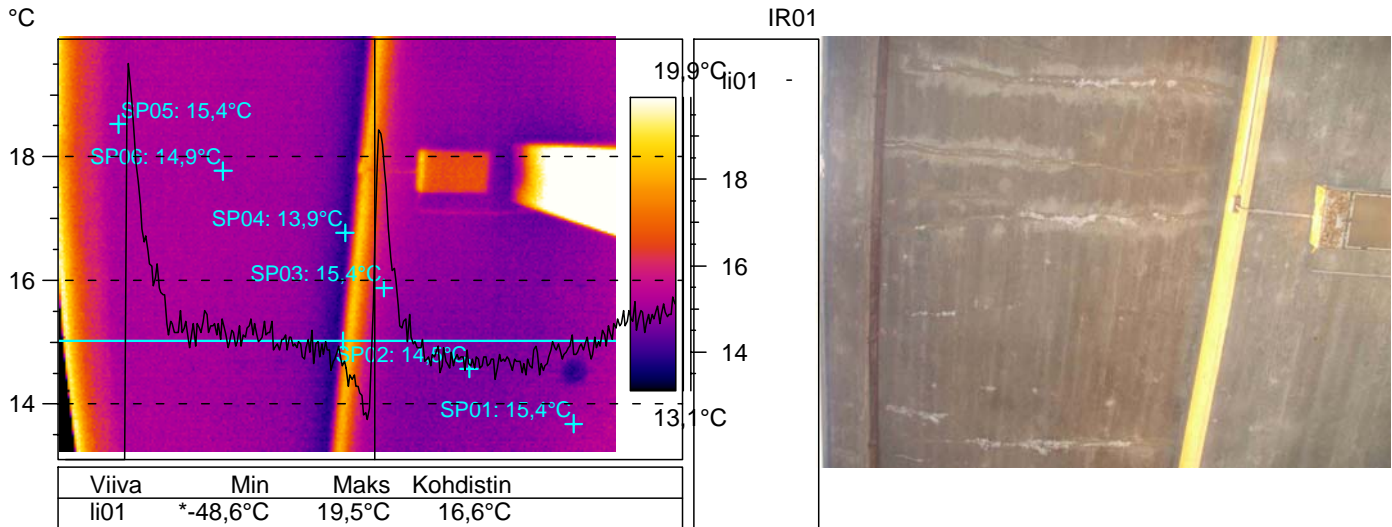 °C
IR01
19,9°C
li01 -
SP05: 15,4°C
SP06: 14,9°C
SP04: 13,9°C
SP03: 15,4°C
SP02: 14,5°C
SP01: 15,4°C
18
16
14
18
16
14
13,1°C
Viiva Min Maks Kohdistin
li01 *-48,6°C 19,5°C 16,6°C